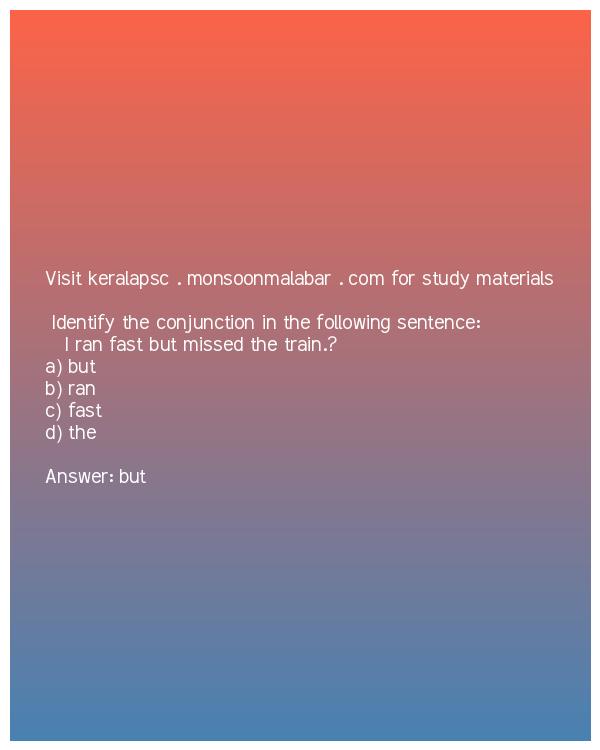 Visit keralapsc . monsoonmalabar . com for study materials
Identify the conjunction in the following sentence:
I ran fast but missed the train.?
a) but
b) ran
c) fast
d) the
Answer: but